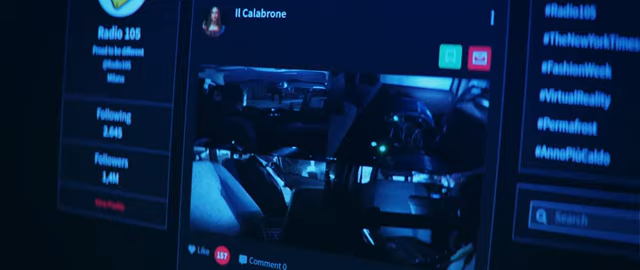 Radio 105
Proud to be different
@Radio105
Milano
Following
3.645
Followers
1,4M
Il Calabrone
Like
157
Comment 0
#Radio105
#TheNewYorkTimes
#FashionWeek
#VirtualReality
#Permafrost
#AnnoPiùCaldo
Search